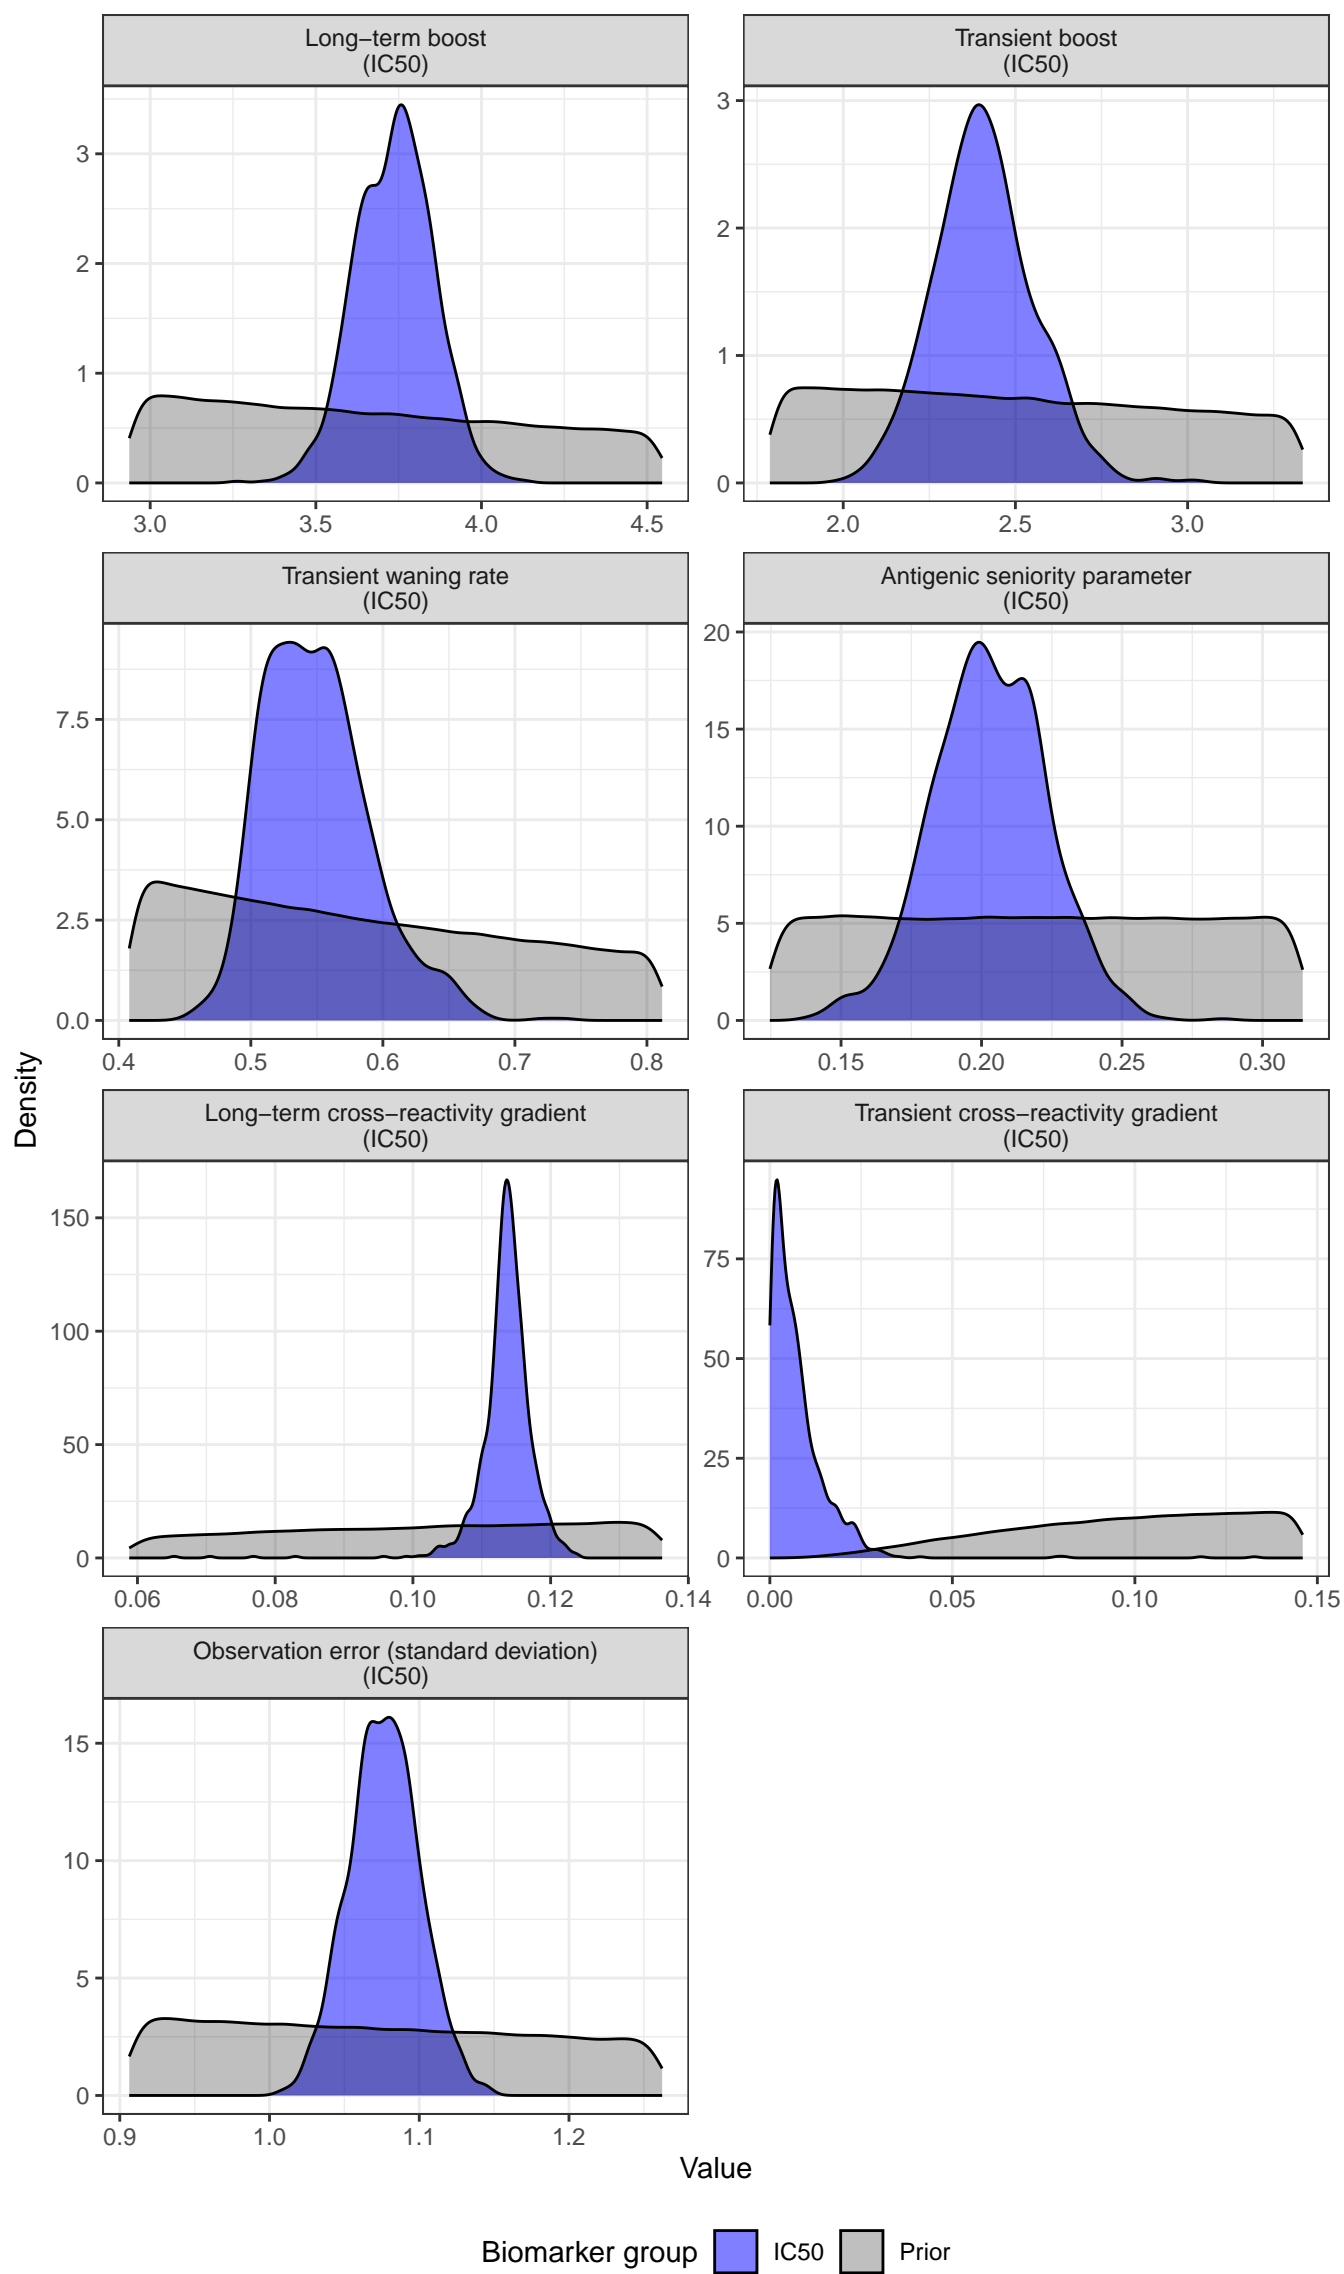 Long−term boost
(IC50)
Transient boost
(IC50)
3
2
1
0
3.0 3.5 4.0 4.5
3
2
1
0
2.0 2.5 3.0
Transient waning rate
(IC50)
Antigenic seniority parameter
(IC50)
7.5
5.0
2.5
0.0
0.4 0.5 0.6 0.7 0.8
20
15
10
5
0
0.15 0.20 0.25 0.30
Density
Long−term cross−reactivity gradient
(IC50)
Transient cross−reactivity gradient
(IC50)
150
100
50
0
0.06 0.08 0.10 0.12 0.14
75
50
25
0
0.00 0.05 0.10 0.15
Observation error (standard deviation)
(IC50)
15
10
5
0
0.9 1.0 1.1 1.2
Value
Biomarker group IC50 Prior